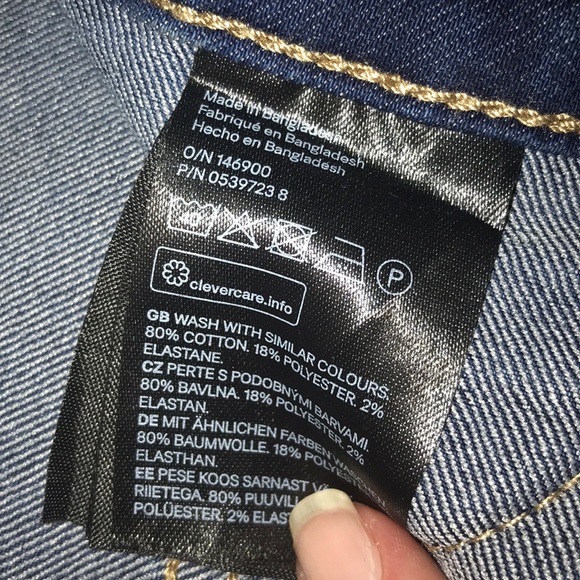 Made in Bangladesh
Fabriqué en Bangladesh
Hecho en Bangladesh
O/N 146900
P/N 0539723 8
P
clevercare.info
GB WASH WITH SIMILAR COLOURS.
80% COTTON. 18% POLYESTER. 2%
ELASTANE.
CZ PERTE S PODOBNÝMI BARVAMI.
80% BAVLNA. 18% POLYESTER. 2%
ELASTAN.
DE MIT ÄHNLICHEN FARBEN WASCHEN.
80% BAUMWOLLE. 18% POLYESTER. 2%
ELASTHAN.
EE PESE KOOS SARNAST
RIIETEGA. 80% PUUVILL
POLÜESTER. 2% ELAST